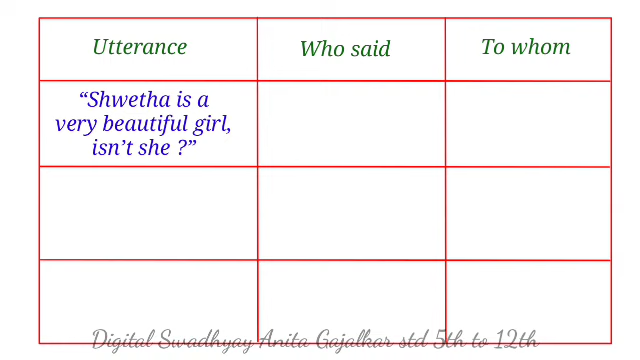 Utterance Who said To whom
“Shwetha is a
very beautiful girl,
isn’t she ?”
Digital Swadhyay Anita Gajalkar std 5th to 12th